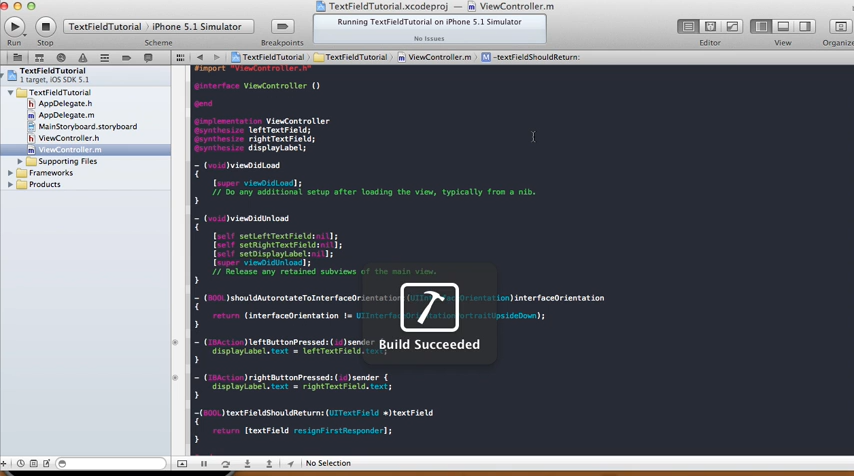 TextFieldTutorial.xcodeproj — ViewController.m
Run
Stop
TextFieldTutorial
iPhone 5.1 Simulator
Scheme
Breakpoints
Running TextFieldTutorial on iPhone 5.1 Simulator
No Issues
Editor
View
Organiz
TextFieldTutorial
1 target, iOS SDK 5.1
TextFieldTutorial
AppDelegate.h
AppDelegate.m
MainStoryboard.storyboard
ViewController.h
ViewController.m
Supporting Files
Frameworks
Products
TextFieldTutorial
TextFieldTutorial
ViewController.m
-textFieldShouldReturn:
#import "ViewController.h"
@interface ViewController ()
@end
@implementation ViewController
@synthesize leftTextField;
@synthesize rightTextField;
@synthesize displayLabel;
- (void)viewDidLoad
{
[super viewDidLoad];
// Do any additional setup after loading the view, typically from a nib.
}
- (void)viewDidUnload
{
[self setLeftTextField:nil];
[self setRightTextField:nil];
[self setDisplayLabel:nil];
[super viewDidUnload];
// Release any retained subviews of the main view.
}
- (BOOL)shouldAutorotateToInterfaceOrientation:(UIInterfaceOrientation)interfaceOrientation
{
return (interfaceOrientation != UIInterfaceOrientationPortraitUpsideDown);
}
- (IBAction)leftButtonPressed:(id)sender {
displayLabel.text = leftTextField.text;
}
- (IBAction)rightButtonPressed:(id)sender {
displayLabel.text = rightTextField.text;
}
-(BOOL)textFieldShouldReturn:(UITextField *)textField
{
return [textField resignFirstResponder];
}
Build Succeeded
No Selection